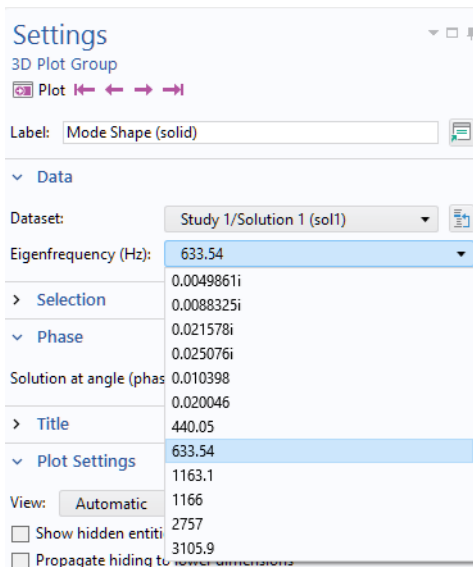 Settings
3D Plot Group
Plot
Label: Mode Shape (solid)
Data
Dataset: Study 1/Solution 1 (sol1)
Eigenfrequency (Hz): 633.54
0.0049861i
Selection
0.0088325i
0.021578i
Phase
0.025076i
Solution at angle (phas 0.010398
0.020046
Title
440.05
633.54
Plot Settings
1163.1
View: Automatic 1166
Show hidden entiti 2757
3105.9
Propagate hiding to lower dimensions